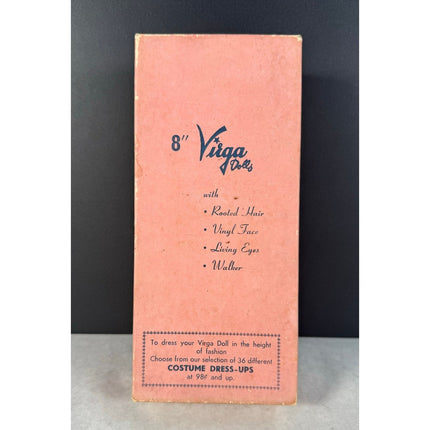 8" Virga
Dolls
with
• Rooted Hair
• Vinyl Face
• Living Eyes
• Walker
To dress your Virga Doll in the height
of fashion
Choose from our selection of 36 different
COSTUME DRESS-UPS
at 98¢ and up.